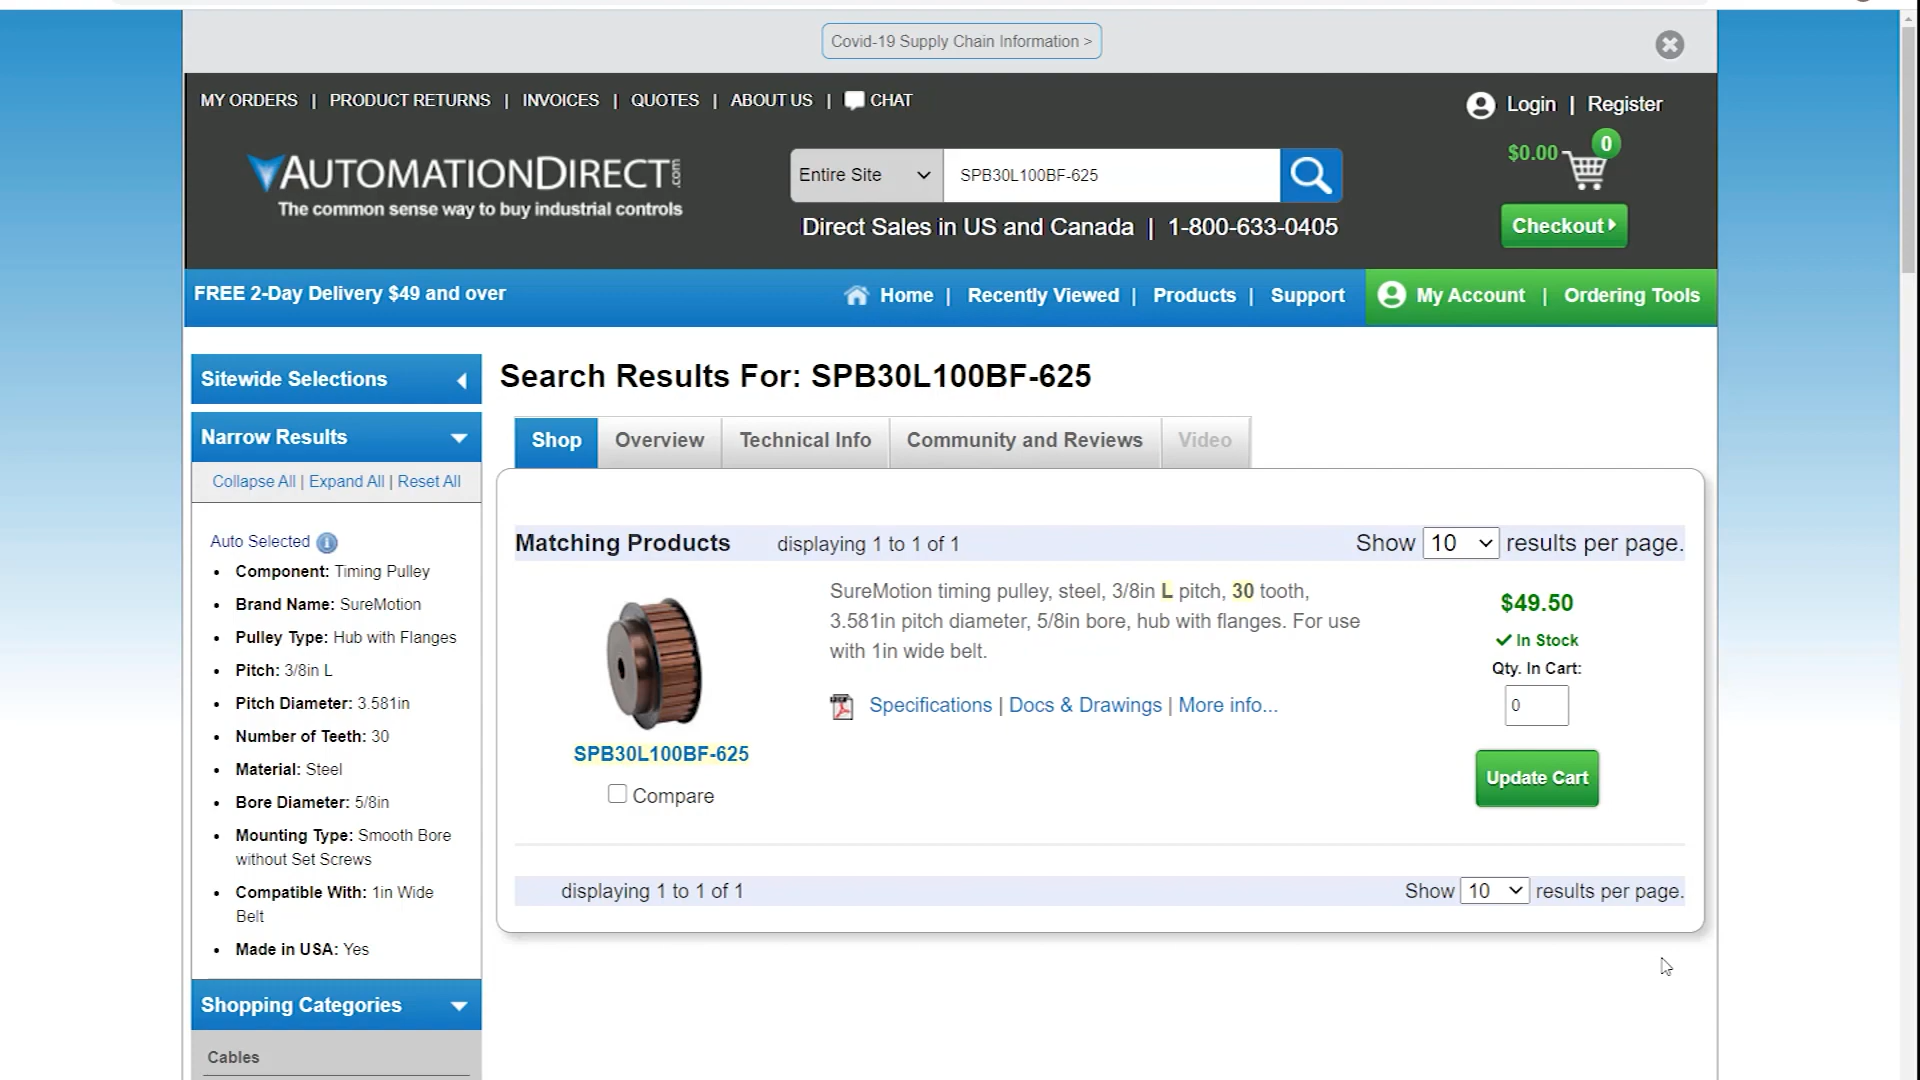 Covid-19 Supply Chain Information >
MY ORDERS | PRODUCT RETURNS | INVOICES | QUOTES | ABOUT US | CHAT
Login | Register
$0.00
0
AUTOMATIONDIRECT.com
The common sense way to buy industrial controls
Entire Site
SPB30L100BF-625
Direct Sales in US and Canada | 1-800-633-0405
Checkout
FREE 2-Day Delivery $49 and over
Home | Recently Viewed | Products | Support
My Account | Ordering Tools
Sitewide Selections
Narrow Results
Collapse All | Expand All | Reset All
Auto Selected
Component: Timing Pulley
Brand Name: SureMotion
Pulley Type: Hub with Flanges
Pitch: 3/8in L
Pitch Diameter: 3.581in
Number of Teeth: 30
Material: Steel
Bore Diameter: 5/8in
Mounting Type: Smooth Bore
without Set Screws
Compatible With: 1in Wide
Belt
Made in USA: Yes
Shopping Categories
Cables
Search Results For: SPB30L100BF-625
Shop
Overview
Technical Info
Community and Reviews
Video
Matching Products
displaying 1 to 1 of 1
Show 10 results per page.
SureMotion timing pulley, steel, 3/8in L pitch, 30 tooth,
3.581in pitch diameter, 5/8in bore, hub with flanges. For use
with 1in wide belt.
Specifications | Docs & Drawings | More info...
SPB30L100BF-625
Compare
$49.50
In Stock
Qty. In Cart:
0
Update Cart
displaying 1 to 1 of 1
Show 10 results per page.